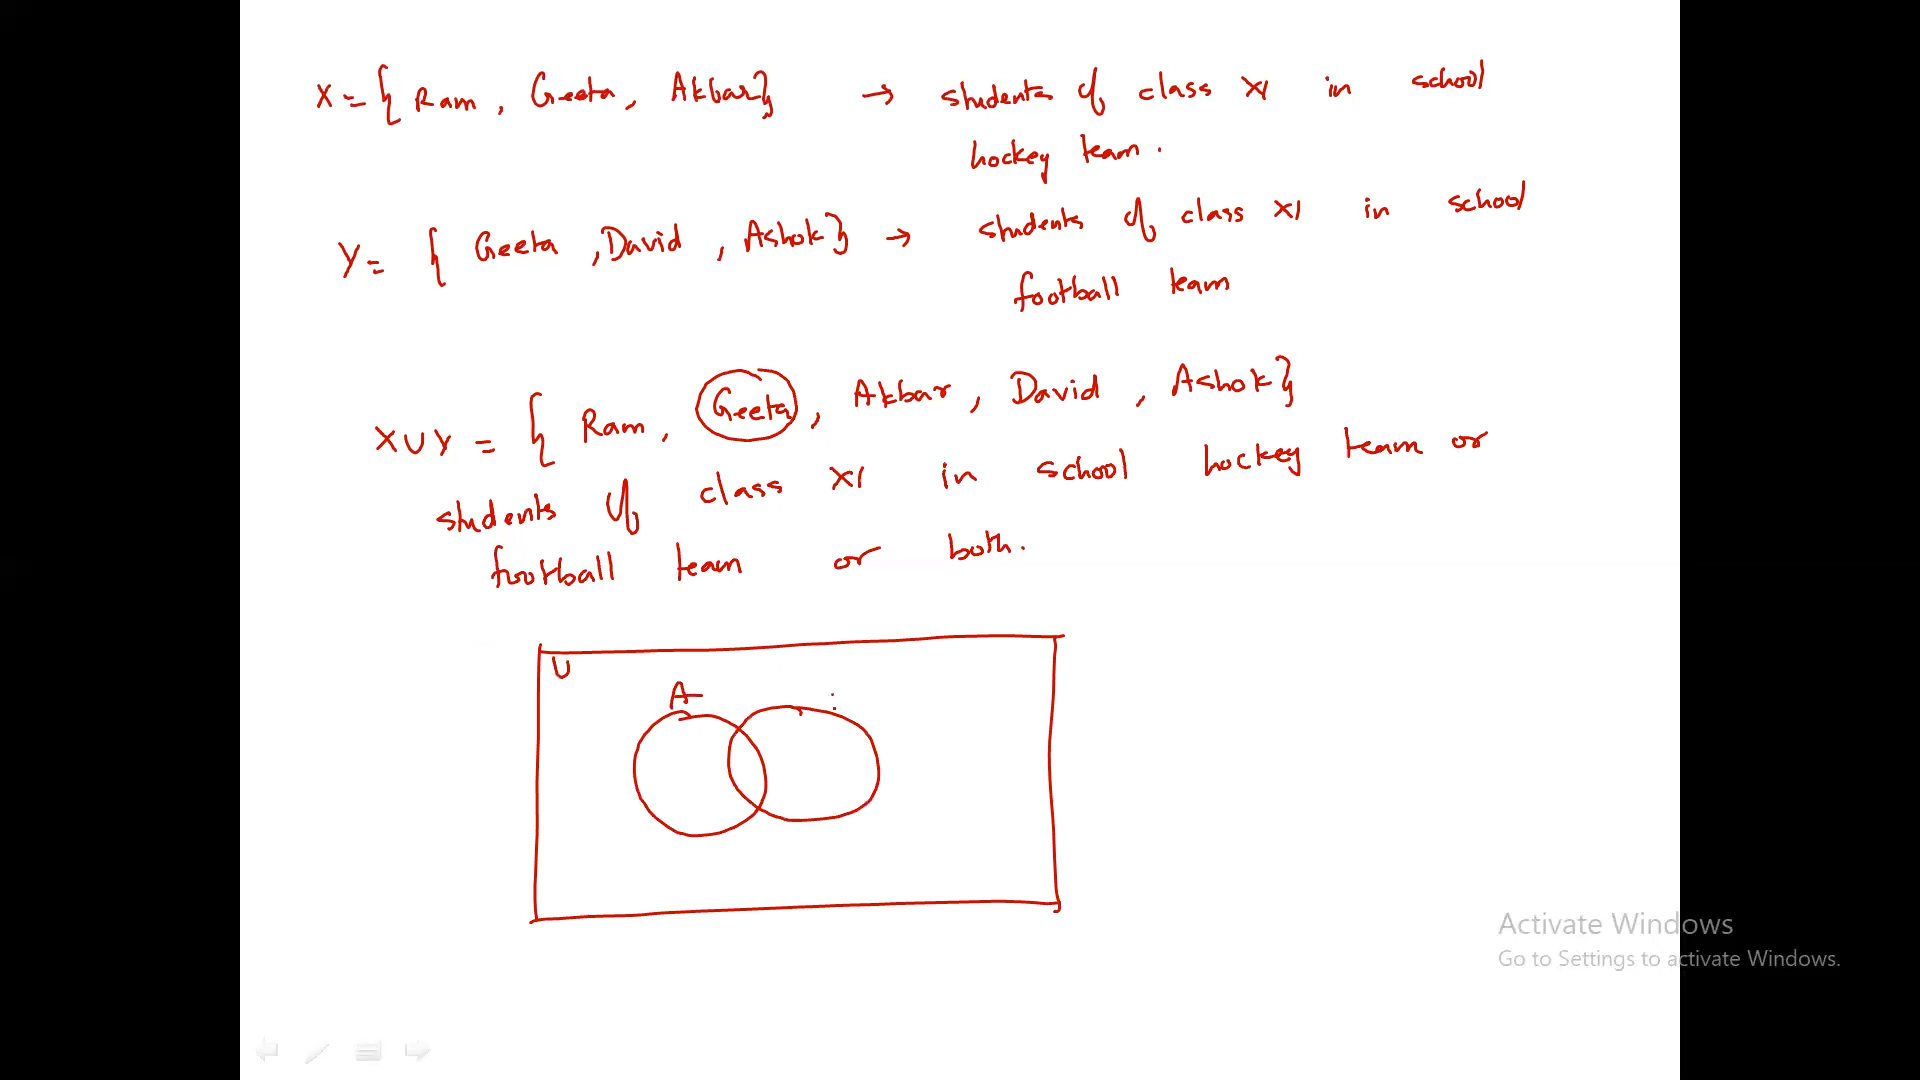 X = { Ram, Geeta, Akbar} → students of class XI in school
hockey team.
Y = { Geeta, David, Ashok} → students of class XI in school
football team
X∪Y = { Ram, Geeta, Akbar, David, Ashok}
students of class XI in school hockey team or
football team or both.
U
A
Activate Windows
Go to Settings to activate Windows.